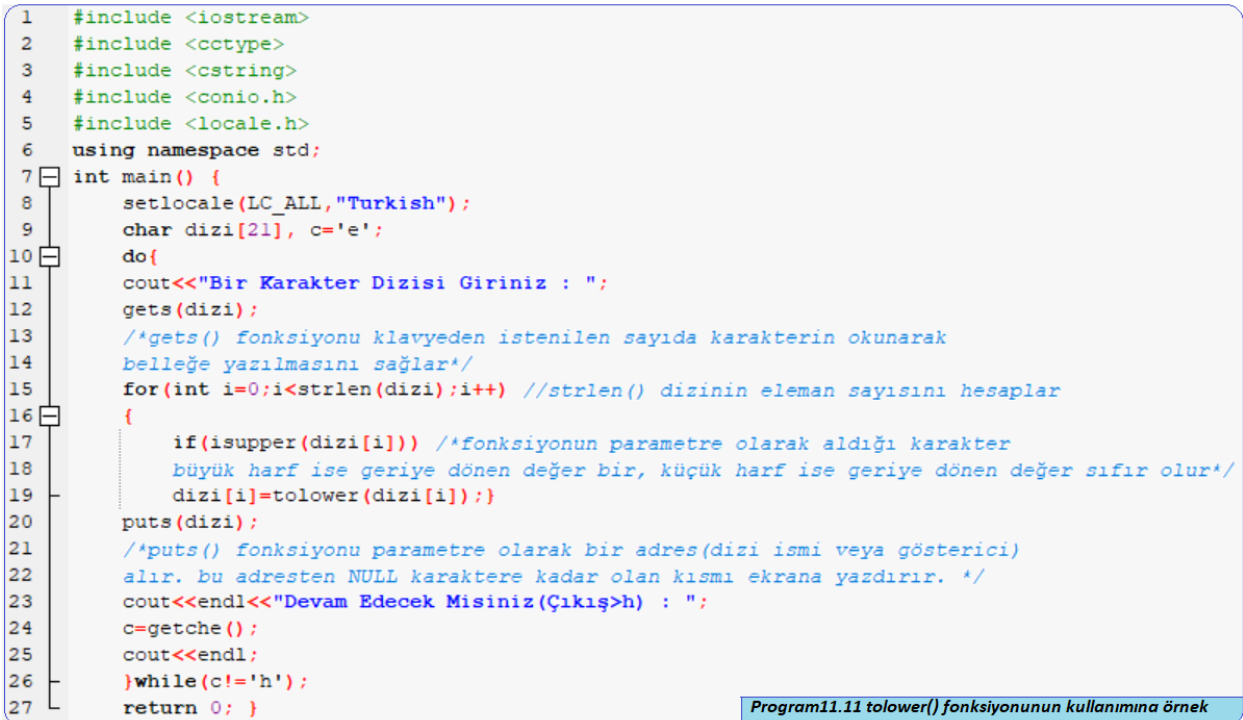 1 #include <iostream>
2 #include <cctype>
3 #include <cstring>
4 #include <conio.h>
5 #include <locale.h>
6 using namespace std;
7 int main() {
8 setlocale(LC_ALL,"Turkish");
9 char dizi[21], c='e';
10 do{
11 cout<<"Bir Karakter Dizisi Giriniz : ";
12 gets(dizi);
13 /*gets() fonksiyonu klavyeden istenilen sayıda karakterin okunarak
14 belleğe yazılmasını sağlar*/
15 for(int i=0;i<strlen(dizi);i++) //strlen() dizinin eleman sayısını hesaplar
16 {
17 if(isupper(dizi[i])) /*fonksiyonun parametre olarak aldığı karakter
18 büyük harf ise geriye dönen değer bir, küçük harf ise geriye dönen değer sıfır olur*/
19 dizi[i]=tolower(dizi[i]);}
20 puts(dizi);
21 /*puts() fonksiyonu parametre olarak bir adres(dizi ismi veya gösterici)
22 alır. bu adresten NULL karaktere kadar olan kısmı ekrana yazdırır. */
23 cout<<endl<<"Devam Edecek Misiniz(Çıkış>h) : ";
24 c=getche();
25 cout<<endl;
26 }while(c!='h');
27 return 0; }
Program11.11 tolower() fonksiyonunun kullanımına örnek